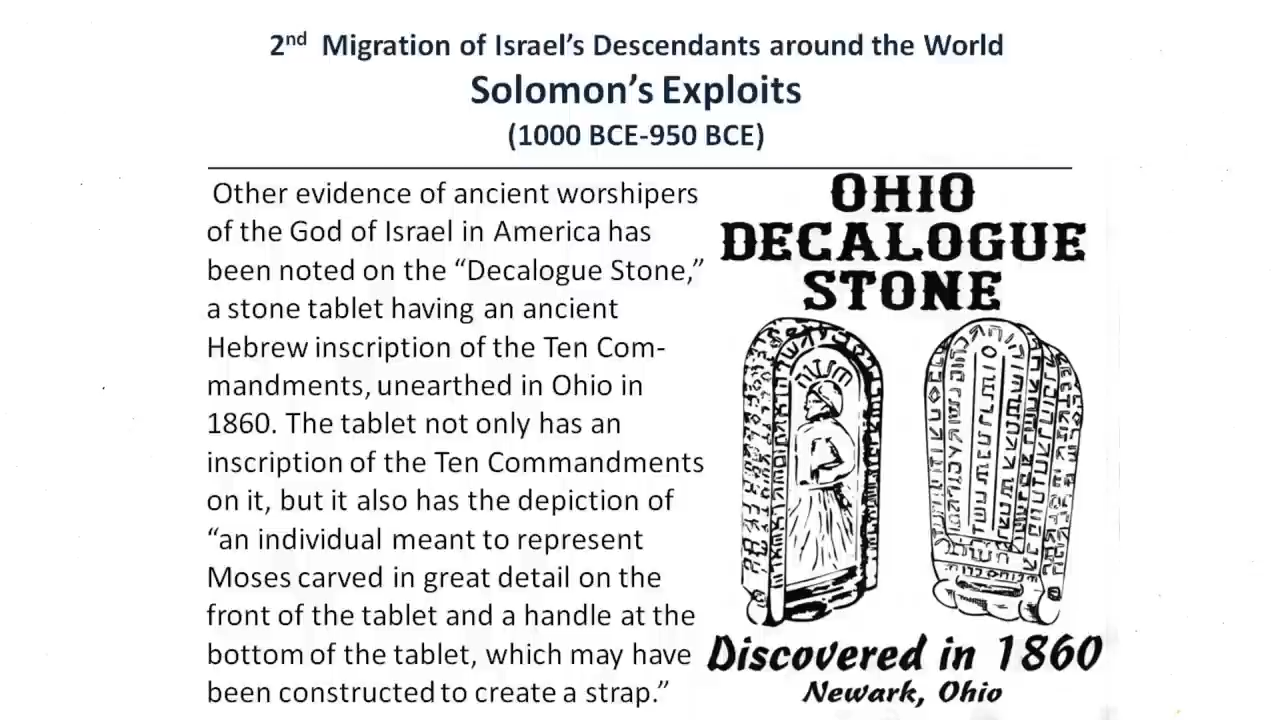 2nd Migration of Israel's Descendants around the World
Solomon's Exploits
(1000 BCE-950 BCE)
Other evidence of ancient worshipers
of the God of Israel in America has
been noted on the "Decalogue Stone,"
a stone tablet having an ancient
Hebrew inscription of the Ten Com-
mandments, unearthed in Ohio in
1860. The tablet not only has an
inscription of the Ten Commandments
on it, but it also has the depiction of
"an individual meant to represent
Moses carved in great detail on the
front of the tablet and a handle at the
bottom of the tablet, which may have
been constructed to create a strap."
OHIO
DECALOGUE
STONE
Discovered in 1860
Newark, Ohio